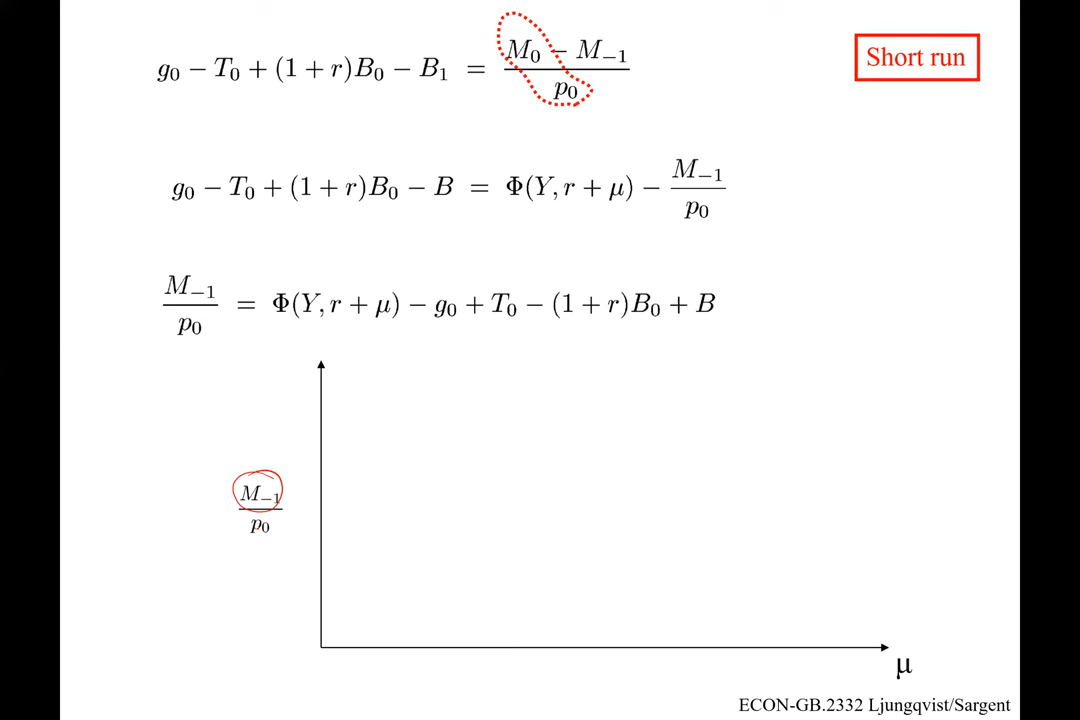 g₀ − T₀ + (1 + r)B₀ − B₁ = (M₀ − M₋₁)/p₀
Short run
g₀ − T₀ + (1 + r)B₀ − B = Φ(Y, r + μ) − M₋₁/p₀
M₋₁/p₀ = Φ(Y, r + μ) − g₀ + T₀ − (1 + r)B₀ + B
M₋₁/p₀
μ
ECON-GB.2332 Ljungqvist/Sargent